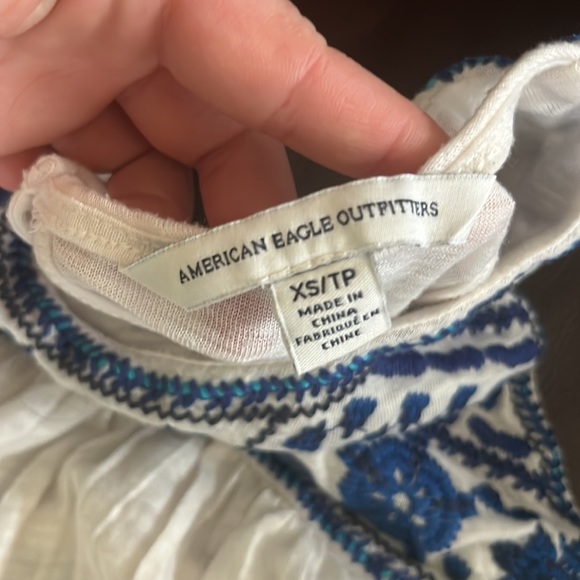 AMERICAN EAGLE OUTFITTERS
XS/TP
MADE IN
CHINA
FABRIQUÉ EN
CHINE